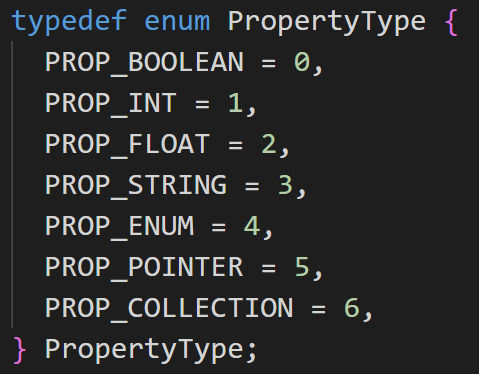 typedef enum PropertyType {
  PROP_BOOLEAN = 0,
  PROP_INT = 1,
  PROP_FLOAT = 2,
  PROP_STRING = 3,
  PROP_ENUM = 4,
  PROP_POINTER = 5,
  PROP_COLLECTION = 6,
} PropertyType;